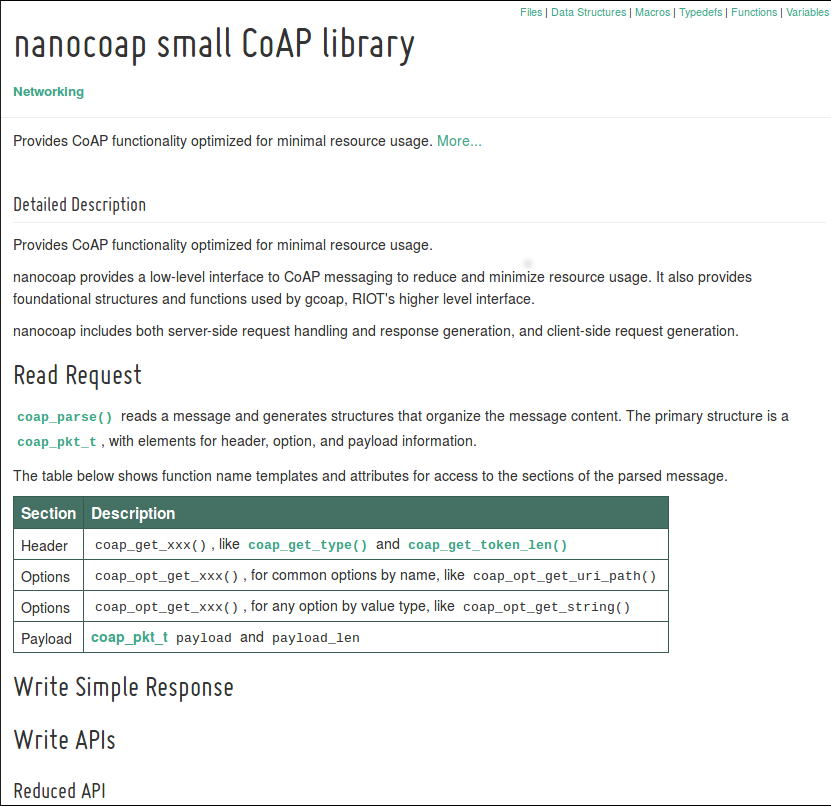 Files | Data Structures | Macros | Typedefs | Functions | Variables
nanocoap small CoAP library
Networking
Provides CoAP functionality optimized for minimal resource usage. More...
Detailed Description
Provides CoAP functionality optimized for minimal resource usage.
nanocoap provides a low-level interface to CoAP messaging to reduce and minimize resource usage. It also provides
foundational structures and functions used by gcoap, RIOT's higher level interface.
nanocoap includes both server-side request handling and response generation, and client-side request generation.
Read Request
coap_parse() reads a message and generates structures that organize the message content. The primary structure is a
coap_pkt_t , with elements for header, option, and payload information.
The table below shows function name templates and attributes for access to the sections of the parsed message.
Section Description
Header coap_get_xxx() , like coap_get_type() and coap_get_token_len()
Options coap_opt_get_xxx() , for common options by name, like coap_opt_get_uri_path()
Options coap_opt_get_xxx() , for any option by value type, like coap_opt_get_string()
Payload coap_pkt_t payload and payload_len
Write Simple Response
Write APIs
Reduced API